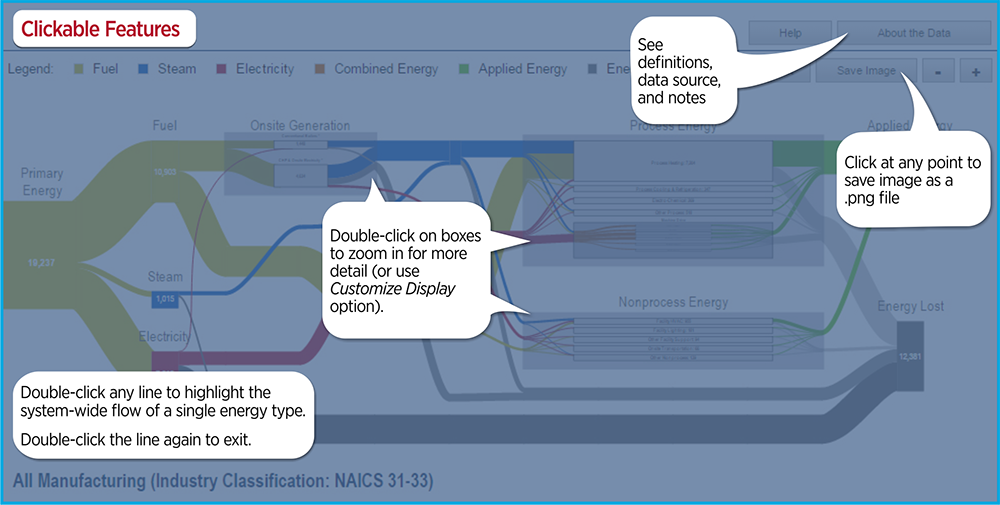 Clickable Features
Help
About the Data
See
definitions,
data source,
and notes
Legend: Fuel Steam Electricity Combined Energy Applied Energy
Save Image - +
Click at any point to
save image as a
.png file
Fuel
Onsite Generation
Process Energy
Primary
Energy
10,903
19,237
Steam
1,015
Electricity
Double-click on boxes
to zoom in for more
detail (or use
Customize Display
option).
Nonprocess Energy
Energy Lost
12,381
Double-click any line to highlight the
system-wide flow of a single energy type.
Double-click the line again to exit.
All Manufacturing (Industry Classification: NAICS 31-33)